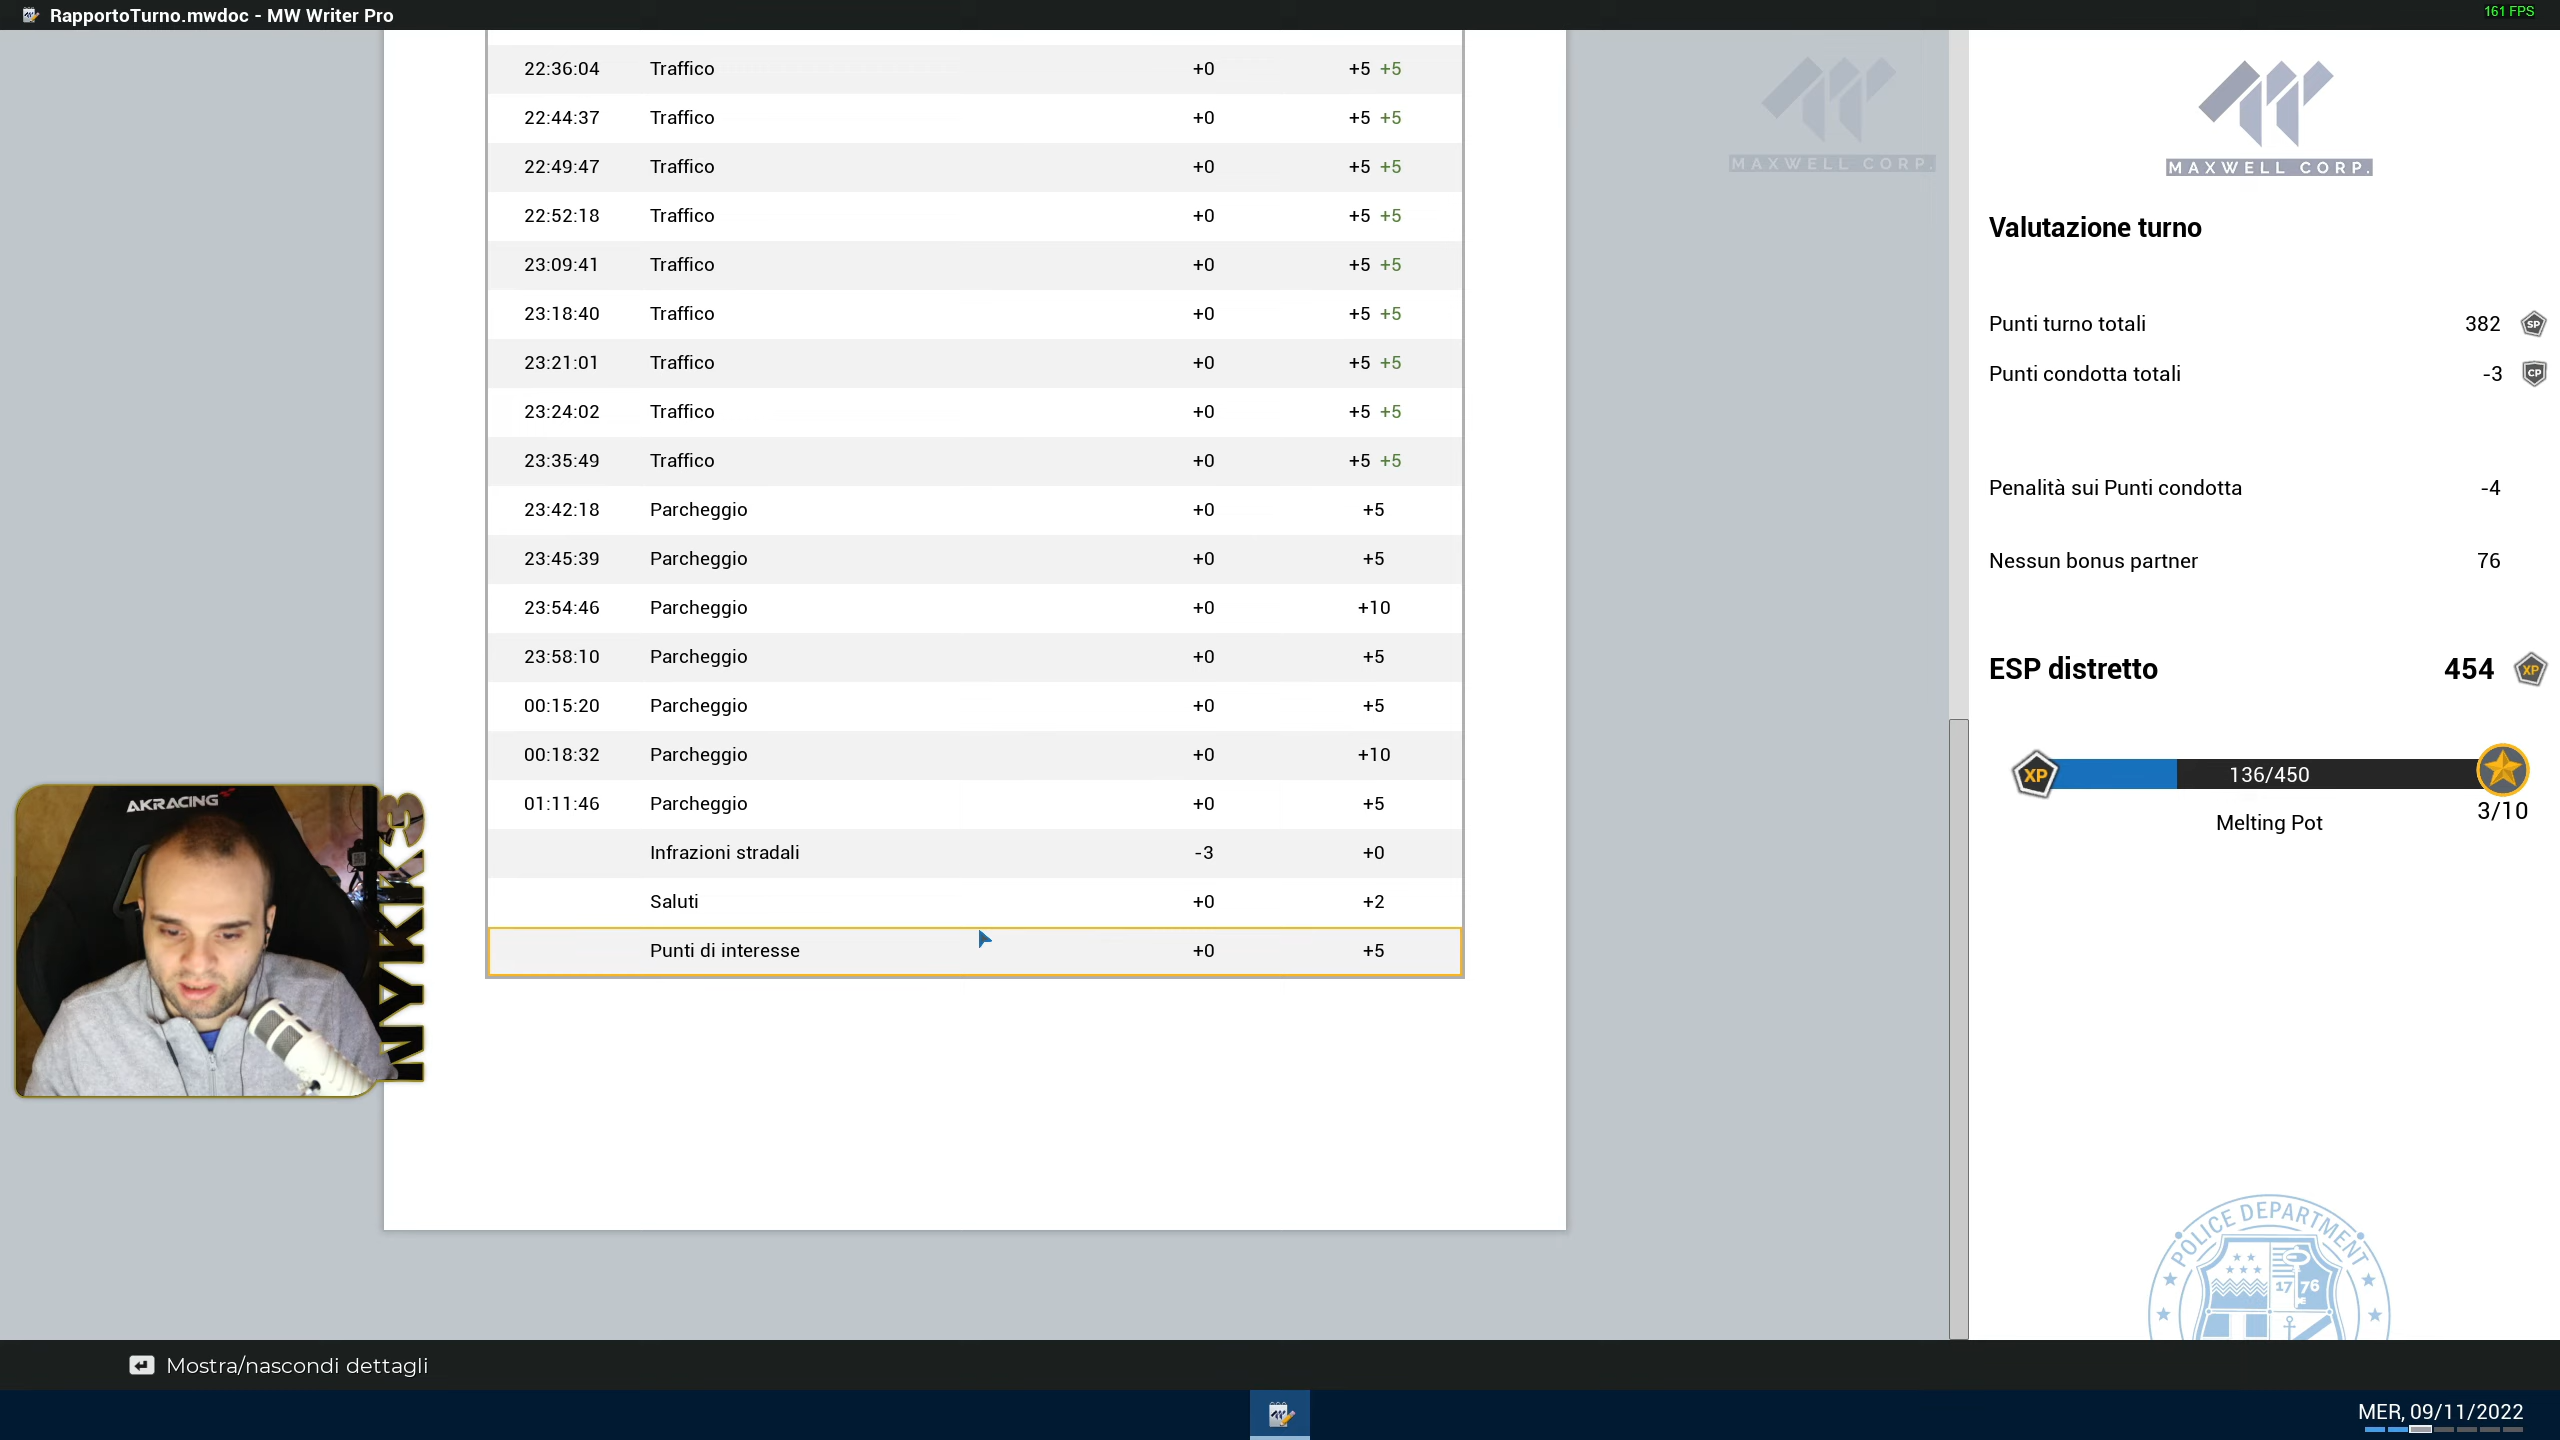 RapportoTurno.mwdoc - MW Writer Pro
161 FPS
22:36:04 Traffico +0 +5 +5
22:44:37 Traffico +0 +5 +5
22:49:47 Traffico +0 +5 +5
22:52:18 Traffico +0 +5 +5
23:09:41 Traffico +0 +5 +5
23:18:40 Traffico +0 +5 +5
23:21:01 Traffico +0 +5 +5
23:24:02 Traffico +0 +5 +5
23:35:49 Traffico +0 +5 +5
23:42:18 Parcheggio +0 +5
23:45:39 Parcheggio +0 +5
23:54:46 Parcheggio +0 +10
23:58:10 Parcheggio +0 +5
00:15:20 Parcheggio +0 +5
00:18:32 Parcheggio +0 +10
01:11:46 Parcheggio +0 +5
Infrazioni stradali -3 +0
Saluti +0 +2
Punti di interesse +0 +5
MAXWELL CORP.
MAXWELL CORP.
Valutazione turno
Punti turno totali 382 SP
Punti condotta totali -3 CP
Penalità sui Punti condotta -4
Nessun bonus partner 76
ESP distretto 454 XP
XP 136/450
3/10
Melting Pot
POLICE DEPARTMENT
17 76
AKRACING
NYKK3
Mostra/nascondi dettagli
MER, 09/11/2022